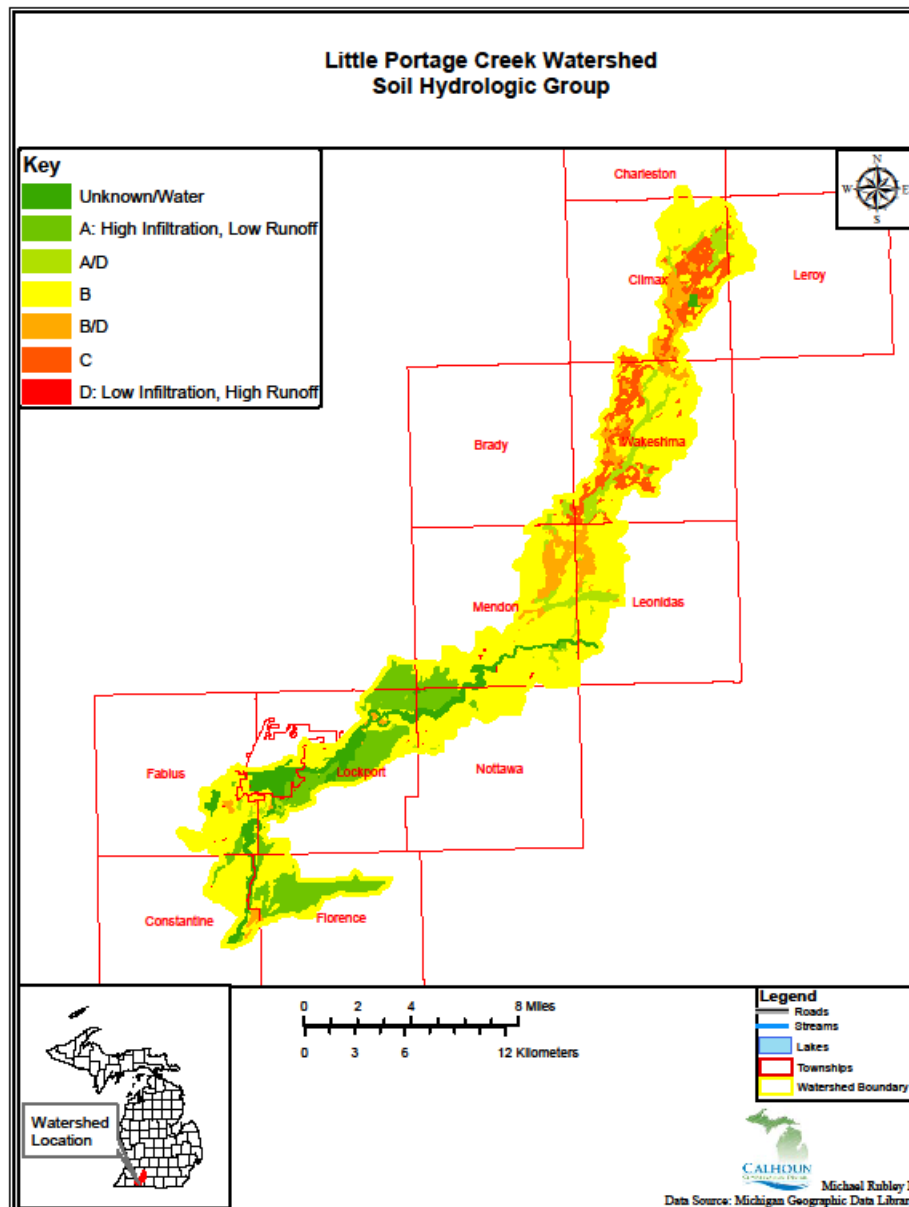 Little Portage Creek Watershed
Soil Hydrologic Group
Key
Unknown/Water
A: High Infiltration, Low Runoff
A/D
B
B/D
C
D: Low Infiltration, High Runoff
N
W E
S
Charleston
Climax
Leroy
Brady
Wakeshima
Mendon
Leonidas
Fabius
Lockport
Nottawa
Constantine
Florence
0 2 4 8 Miles
0 3 6 12 Kilometers
Legend
Roads
Streams
Lakes
Townships
Watershed Boundary
Watershed
Location
CALHOUN
Michael Rubley
Data Source: Michigan Geographic Data Librar